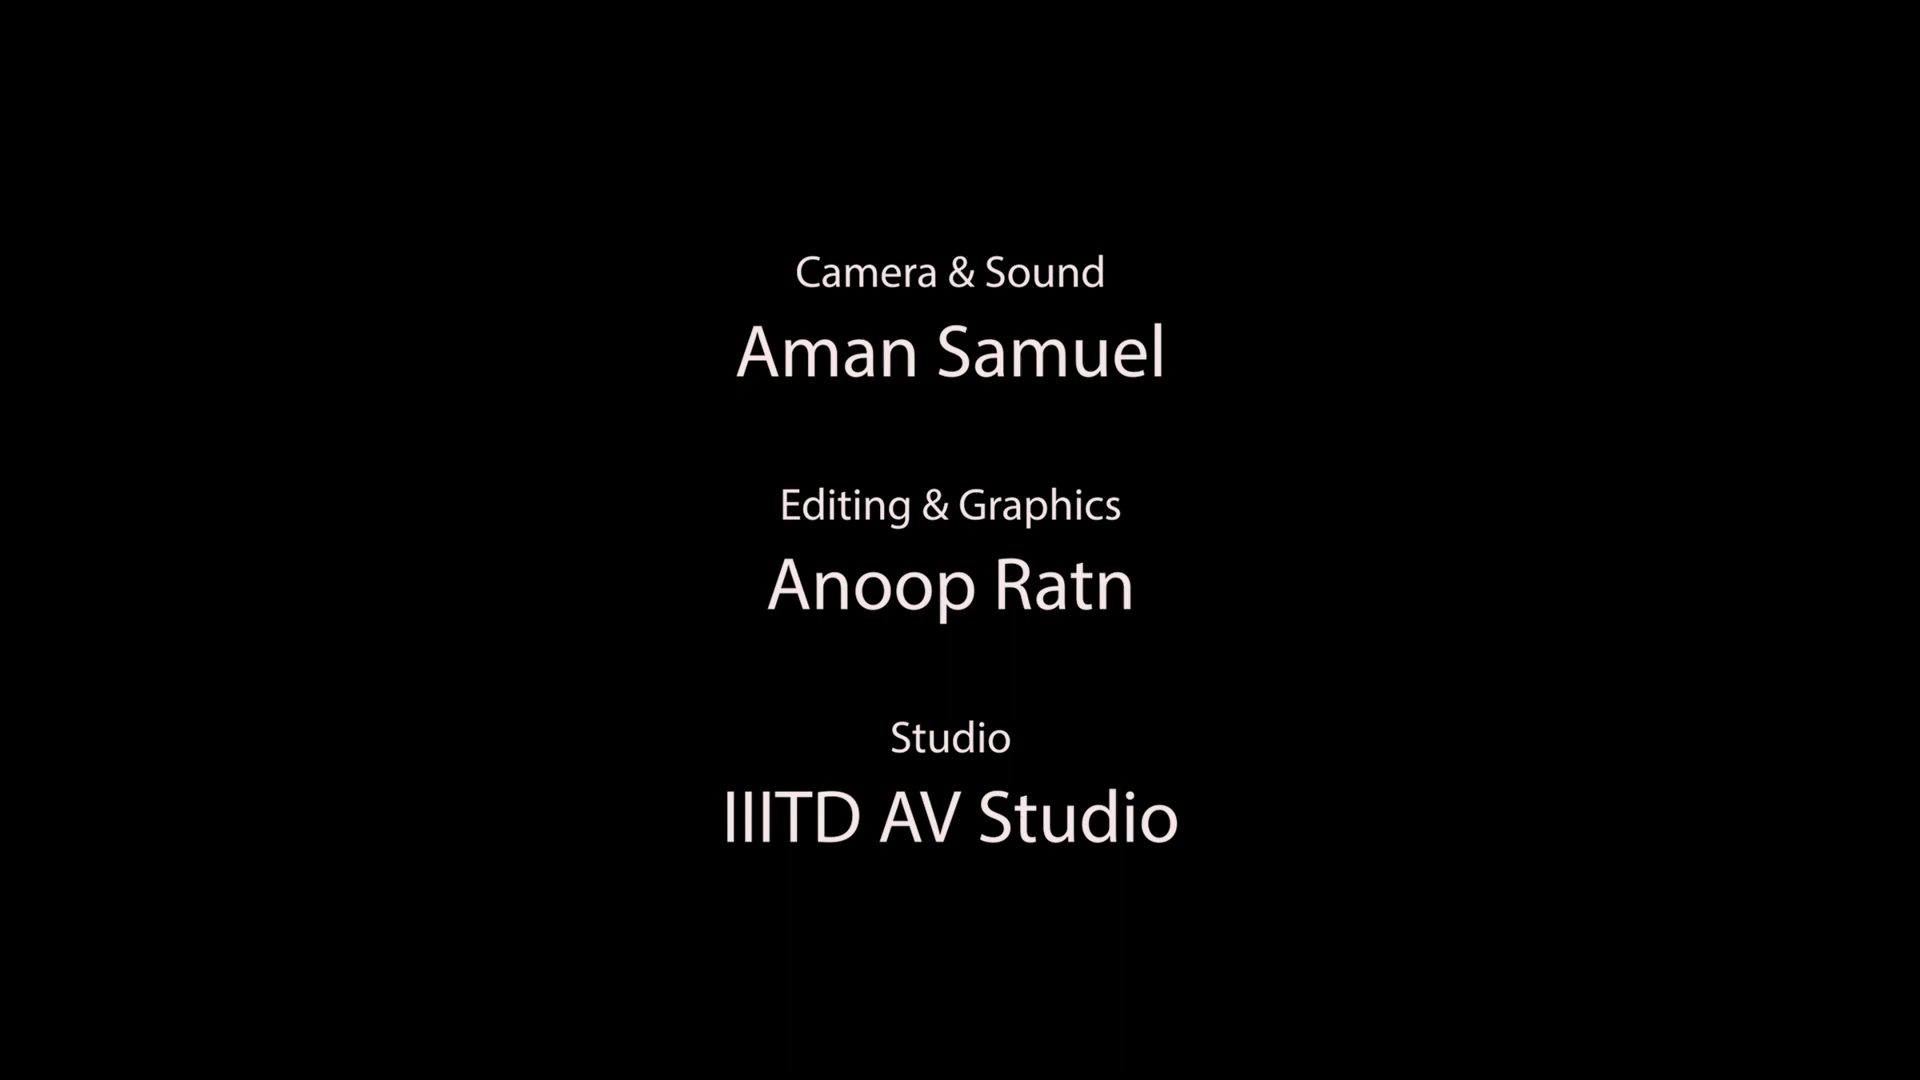 Camera & Sound
Aman Samuel
Editing & Graphics
Anoop Ratn
Studio
IIITD AV Studio